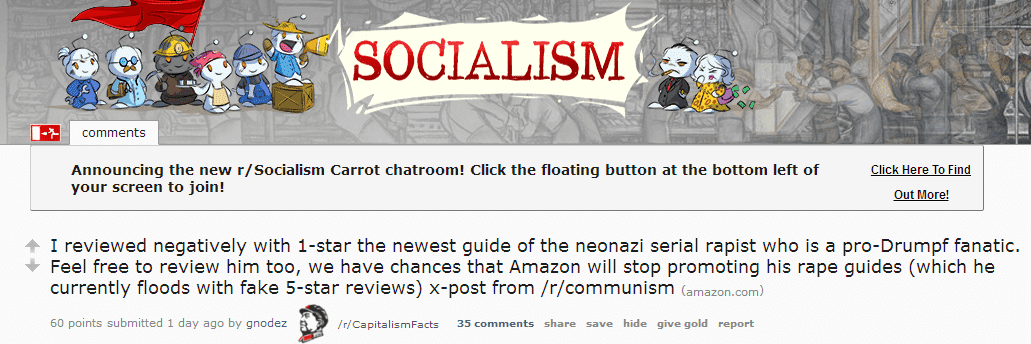 SOCIALISM
comments
Announcing the new r/Socialism Carrot chatroom! Click the floating button at the bottom left of
your screen to join!
Click Here To Find
Out More!
I reviewed negatively with 1-star the newest guide of the neonazi serial rapist who is a pro-Drumpf fanatic.
Feel free to review him too, we have chances that Amazon will stop promoting his rape guides (which he
currently floods with fake 5-star reviews) x-post from /r/communism (amazon.com)
60 points submitted 1 day ago by gnodez /r/CapitalismFacts 35 comments share save hide give gold report